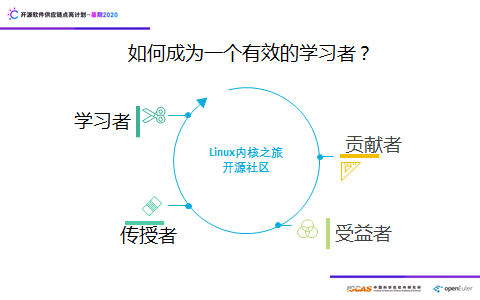 开源软件供应链点亮计划-暑期2020
如何成为一个有效的学习者？
学习者
Linux内核之旅
开源社区
贡献者
传授者
受益者
ISCAS 中国科学院软件研究所
openEuler